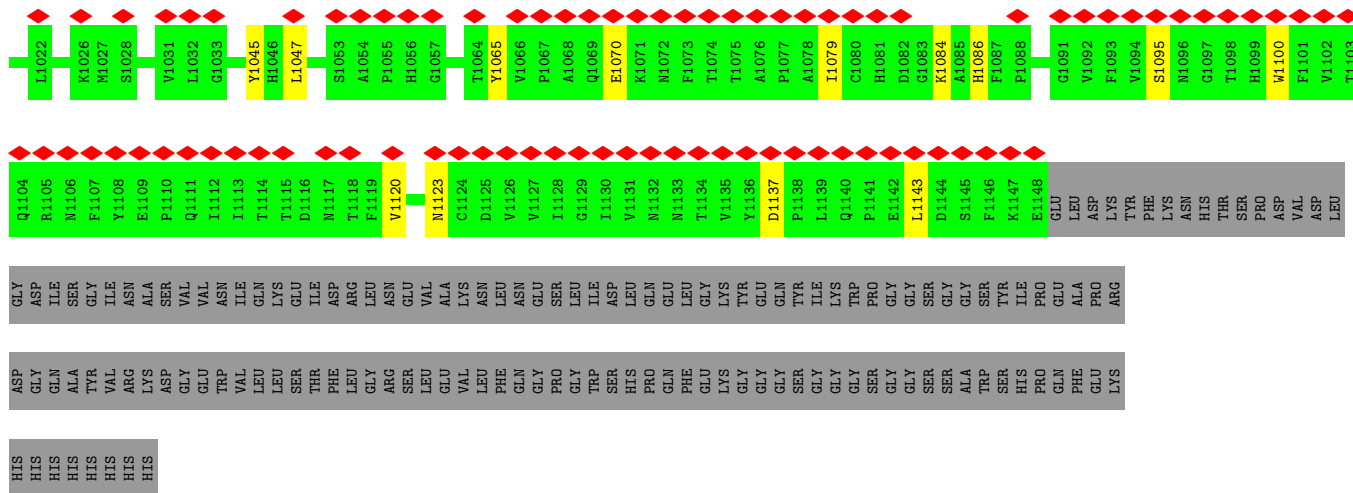 L1022 K1026 M1027 S1028 V1031 L1032 G1033 Y1045 H1046 L1047 S1053 A1054 P1055 H1056 G1057 T1064 Y1065 V1066 P1067 A1068 Q1069 E1070 K1071 N1072 F1073 T1074 T1075 A1076 P1077 A1078 I1079 C1080 H1081 D1082 G1083 K1084 A1085 H1086 F1087 P1088 G1091 V1092 F1093 V1094 S1095 N1096 G1097 T1098 H1099 W1100 F1101 V1102 T1103
Q1104 R1105 N1106 F1107 Y1108 E1109 P1110 Q1111 I1112 I1113 T1114 T1115 D1116 N1117 T1118 F1119 V1120 N1123 C1124 D1125 V1126 V1127 I1128 G1129 I1130 V1131 N1132 N1133 T1134 V1135 Y1136 D1137 P1138 L1139 Q1140 P1141 E1142 L1143 D1144 S1145 F1146 K1147 E1148 GLU LEU ASP LYS TYR PHE LYS ASN HIS THR SER PRO ASP VAL ASP LEU
GLY ASP ILE SER GLY ILE ASN ALA SER VAL VAL ASN ILE GLN LYS GLU ILE ASP ARG LEU ASN GLU VAL ALA LYS ASN LEU ASN GLU SER LEU ILE ASP LEU GLN GLU LEU GLY LYS TYR GLU GLN TYR ILE LYS TRP PRO GLY GLY SER GLY GLY SER TYR ILE PRO GLU ALA PRO ARG
ASP GLY GLN ALA TYR VAL ARG LYS ASP GLY GLU TRP VAL LEU LEU SER THR PHE LEU GLY ARG SER LEU GLU VAL LEU PHE GLN GLY PRO GLY TRP SER HIS PRO GLN PHE GLU LYS GLY GLY GLY SER GLY GLY GLY SER GLY GLY SER SER ALA TRP SER HIS PRO GLN PHE GLU LYS
HIS HIS HIS HIS HIS HIS HIS HIS